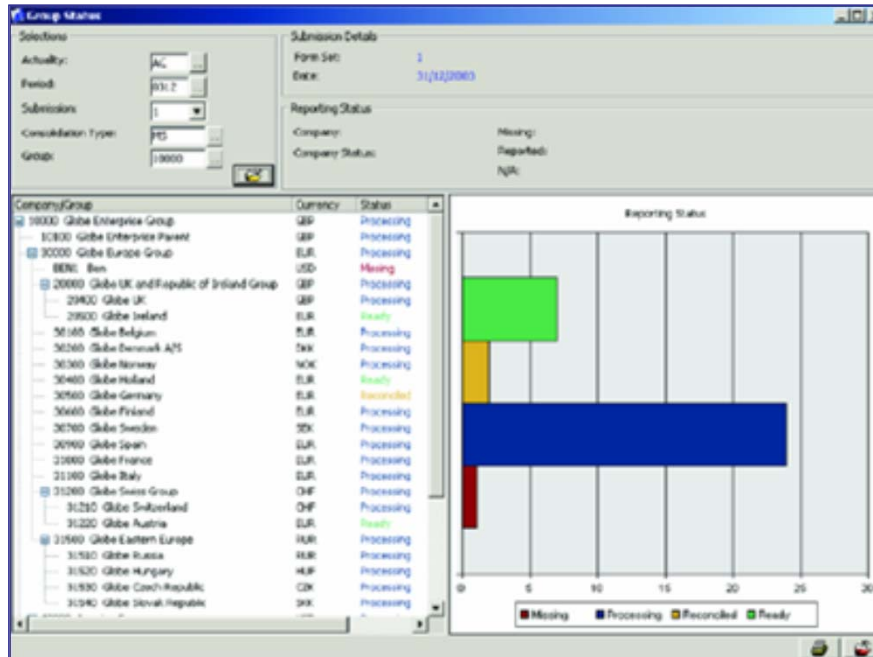 Group Status
Selections
Actuality: AC
Period: 0312
Submission: 1
Consolidation Type: MS
Group: 10000
Submission Details
Form Set: 1
Date: 31/12/2003
Reporting Status
Company:
Company Status:
Missing:
Reported:
N/A:
Company/Group Currency Status
10000 Globe Enterprise Group GBP Processing
10100 Globe Enterprise Parent GBP Processing
30000 Globe Europe Group EUR Processing
BEN1 Ben USD Missing
20000 Globe UK and Republic of Ireland Group GBP Processing
20400 Globe UK GBP Processing
20500 Globe Ireland EUR Ready
30100 Globe Belgium EUR Processing
30200 Globe Denmark A/S DKK Processing
30300 Globe Norway NOK Processing
30400 Globe Holland EUR Ready
30500 Globe Germany EUR Reconciled
30600 Globe Finland EUR Processing
30700 Globe Sweden SEK Processing
30900 Globe Spain EUR Processing
31000 Globe France EUR Processing
31100 Globe Italy EUR Processing
31200 Globe Swiss Group CHF Processing
31210 Globe Switzerland CHF Processing
31220 Globe Austria EUR Ready
31500 Globe Eastern Europe RUR Processing
31510 Globe Russia RUR Processing
31520 Globe Hungary HUF Processing
31530 Globe Czech Republic CZK Processing
31540 Globe Slovak Republic SKK Processing
Reporting Status
0 5 10 15 20 25 30
Missing Processing Reconciled Ready